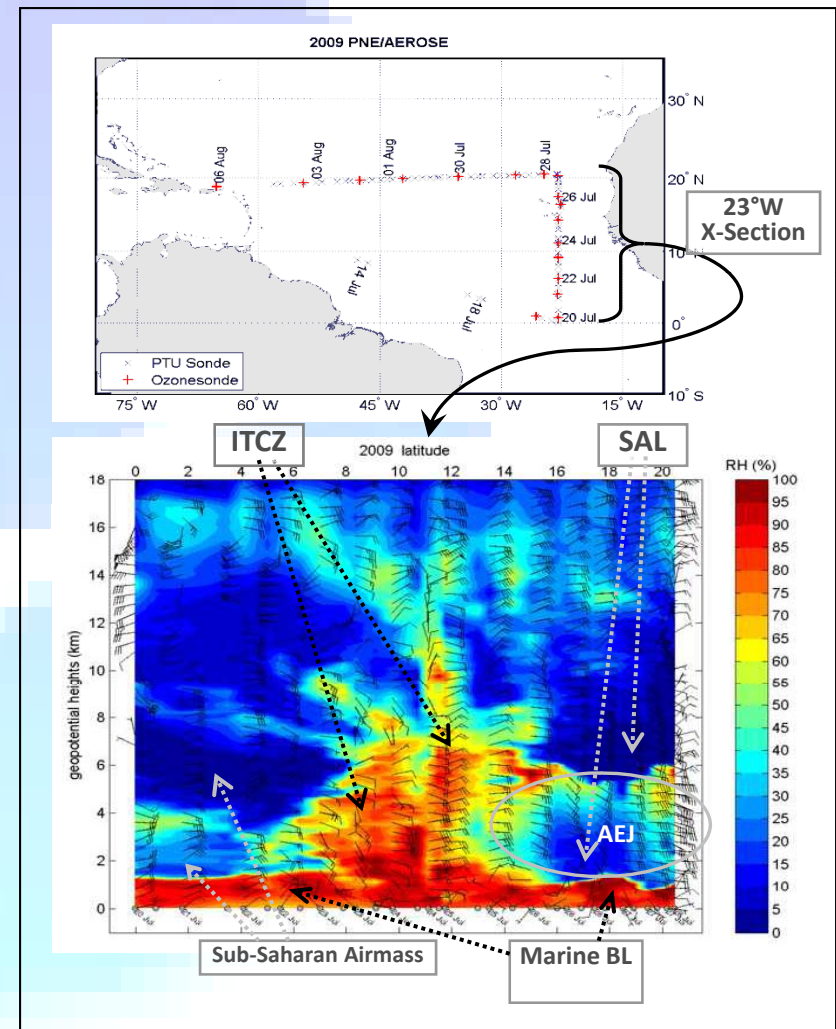 2009 PNE/AEROSE
30° N
20° N
10° N
0°
10° S
75° W
60° W
45° W
30° W
15° W
06 Aug
03 Aug
01 Aug
30 Jul
28 Jul
26 Jul
24 Jul
22 Jul
20 Jul
14 Jul
18 Jul
× PTU Sonde
+ Ozonesonde
23°W
X-Section
ITCZ
2009 latitude
SAL
RH (%)
0 2 4 6 8 10 12 14 16 18 20
18
16
14
12
10
8
6
4
2
0
geopotential heights (km)
AEJ
100
95
90
85
80
75
70
65
60
55
50
45
40
35
30
25
20
15
10
5
0
Sub-Saharan Airmass
Marine BL